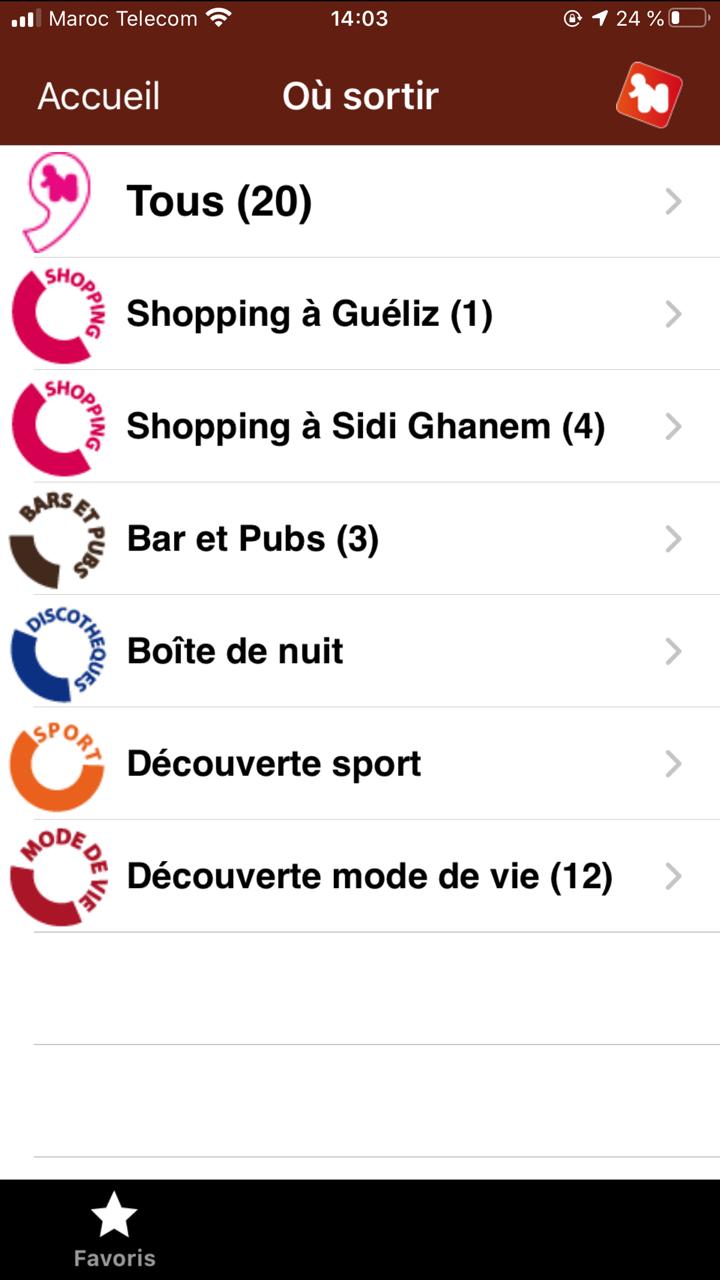 Maroc Telecom 14:03 24 %
Accueil Où sortir
Tous (20)
SHOPPING
Shopping à Guéliz (1)
SHOPPING
Shopping à Sidi Ghanem (4)
BARS ET PUBS
Bar et Pubs (3)
DISCOTHEQUES
Boîte de nuit
SPORT
Découverte sport
MODE DE VIE
Découverte mode de vie (12)
Favoris